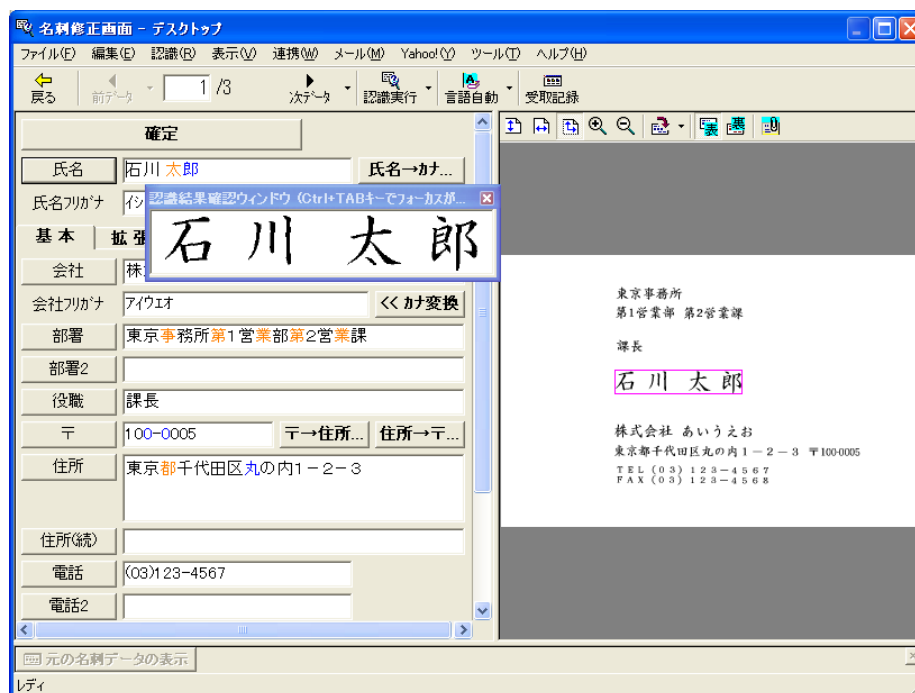 名刺修正画面 - デスクトップ
ファイル(F) 編集(E) 認識(R) 表示(V) 連携(W) メール(M) Yahoo!(Y) ツール(T) ヘルプ(H)
戻る 前データ 1 /3 次データ 認識実行 言語自動 受取記録
確定
氏名 石川 太郎 氏名→カナ...
氏名フリガナ イシ
認識結果確認ウィンドウ (Ctrl+TABキーでフォーカスが...
石川 太郎
基本 拡張
会社 株
会社フリガナ アイウエオ << カナ変換
部署 東京事務所第1営業部第2営業課
部署2
役職 課長
〒 100-0005 〒→住所... 住所→〒...
住所 東京都千代田区丸の内1-2-3
住所(続)
電話 (03)123-4567
電話2
東京事務所
第1営業部 第2営業課
課長
石川 太郎
株式会社 あいうえお
東京都千代田区丸の内1-2-3 〒100-0005
TEL (03) 123-4567
FAX (03) 123-4568
元の名刺データの表示
レディ